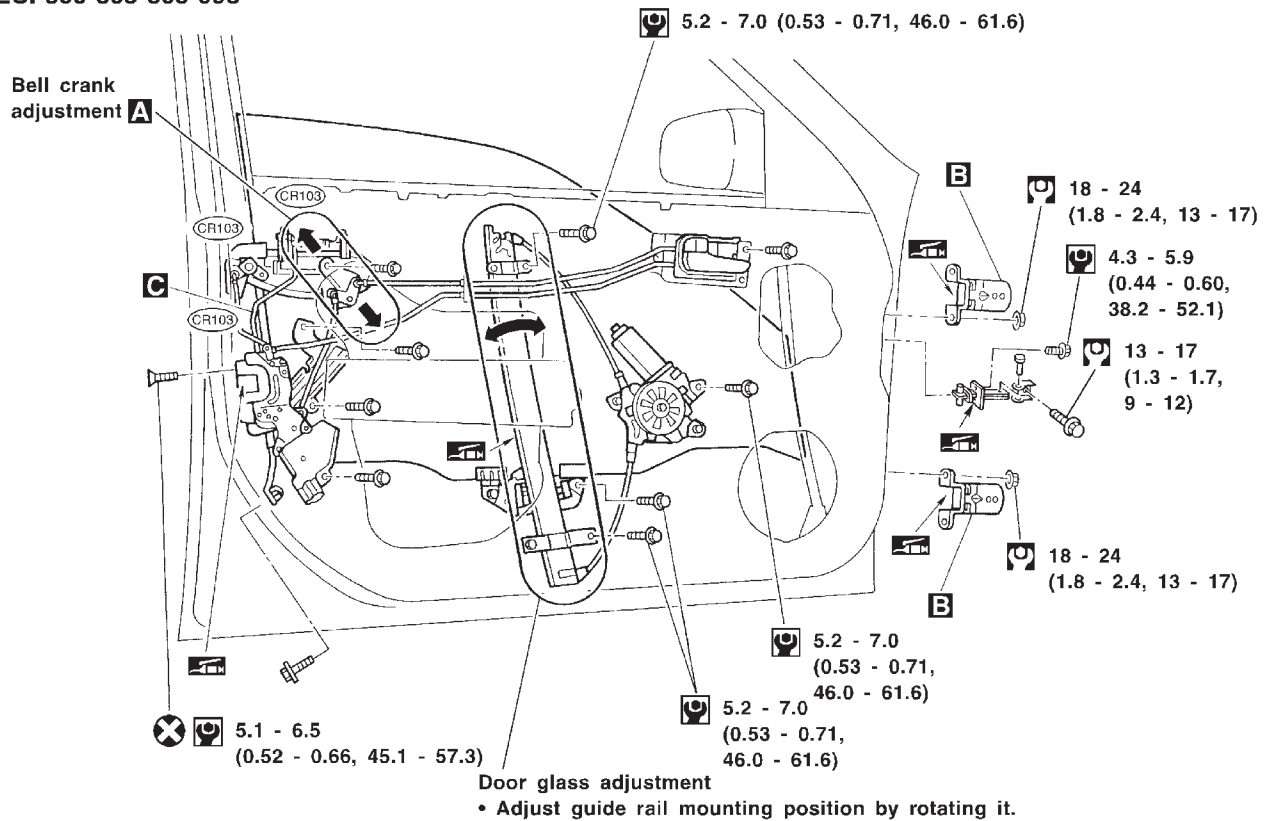 5.2 - 7.0 (0.53 - 0.71, 46.0 - 61.6)
Bell crank
adjustment A
B
18 - 24
(1.8 - 2.4, 13 - 17)
CR103
CR103
4.3 - 5.9
(0.44 - 0.60,
38.2 - 52.1)
C
CR103
13 - 17
(1.3 - 1.7,
9 - 12)
18 - 24
(1.8 - 2.4, 13 - 17)
B
5.2 - 7.0
(0.53 - 0.71,
46.0 - 61.6)
5.2 - 7.0
(0.53 - 0.71,
46.0 - 61.6)
5.1 - 6.5
(0.52 - 0.66, 45.1 - 57.3)
Door glass adjustment
• Adjust guide rail mounting position by rotating it.